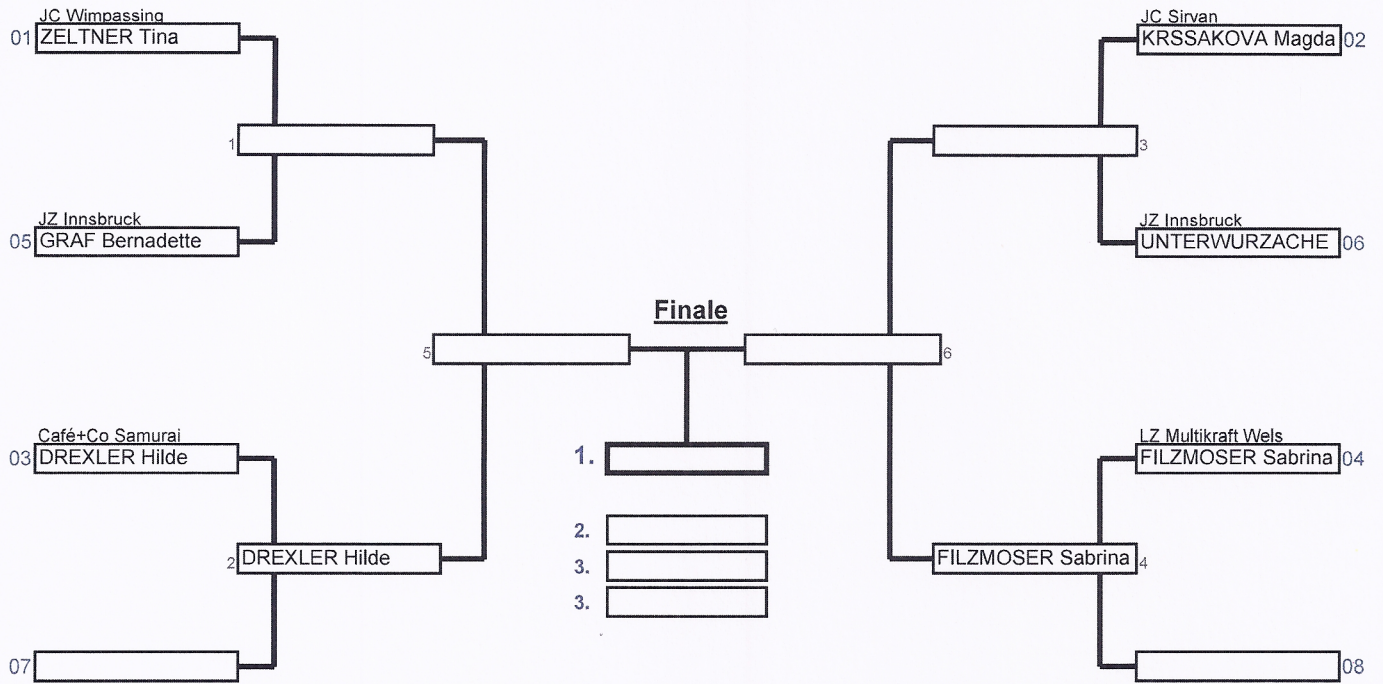 JC Wimpassing
01 ZELTNER Tina
1
JZ Innsbruck
05 GRAF Bernadette
Café+Co Samurai
03 DREXLER Hilde
2 DREXLER Hilde
07
5
Finale
6
1.
2.
3.
3.
JC Sirvan
KRSSAKOVA Magda 02
3
JZ Innsbruck
UNTERWURZACHE 06
LZ Multikraft Wels
FILZMOSER Sabrina 04
FILZMOSER Sabrina 4
08